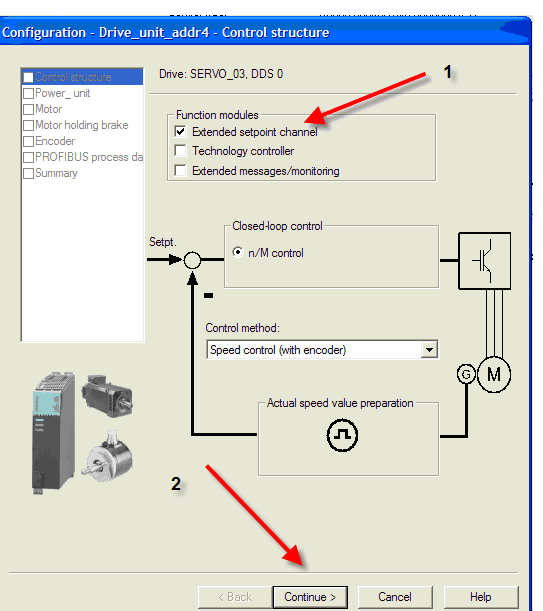 Configuration - Drive_unit_addr4 - Control structure
Control structure
Power_ unit
Motor
Motor holding brake
Encoder
PROFIBUS process da
Summary
Drive: SERVO_03, DDS 0
1
Function modules
Extended setpoint channel
Technology controller
Extended messages/monitoring
Closed-loop control
Setpt.
n/M control
Control method:
Speed control (with encoder)
G
M
Actual speed value preparation
2
< Back
Continue >
Cancel
Help